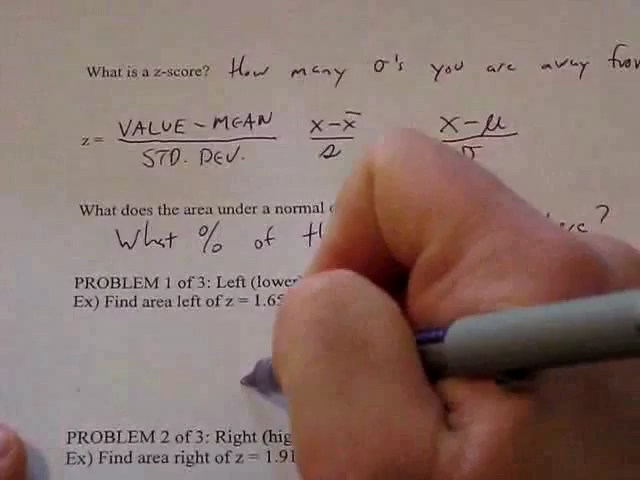 What is a z-score? How many σ's you are away from
z = VALUE - MEAN / STD. DEV. x - x̄ / s x - μ / σ
What does the area under a normal
What % of
PROBLEM 1 of 3: Left (lower)
Ex) Find area left of z = 1.65
PROBLEM 2 of 3: Right
Ex) Find area right of z = 1.91